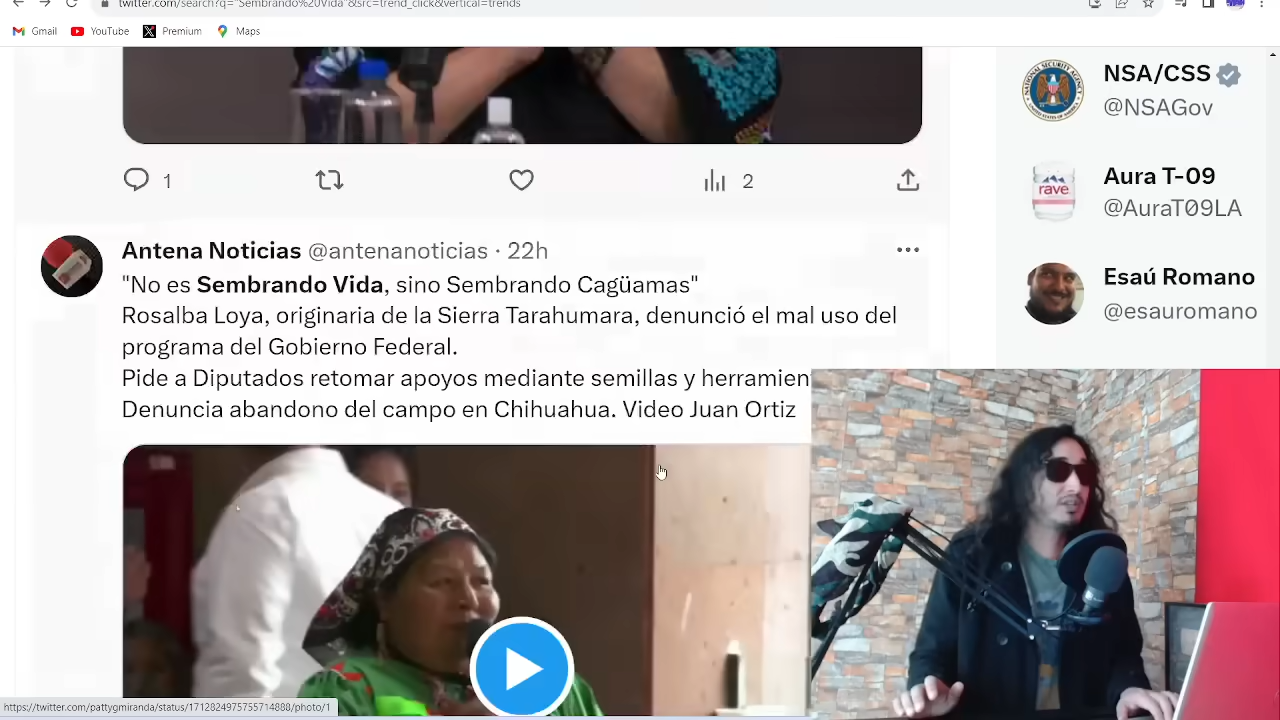 twitter.com/search?q="Sembrando%20Vida"&src=trend_click&vertical=trends
Gmail YouTube Premium Maps
1 2
Antena Noticias @antenanoticias · 22h
"No es Sembrando Vida, sino Sembrando Cagüamas"
Rosalba Loya, originaria de la Sierra Tarahumara, denunció el mal uso del
programa del Gobierno Federal.
Pide a Diputados retomar apoyos mediante semillas y herramien
Denuncia abandono del campo en Chihuahua. Video Juan Ortiz
NSA/CSS
@NSAGov
rave
Aura T-09
@AuraT09LA
Esaú Romano
@esauromano
https://twitter.com/pattygmiranda/status/1712024975755714880/photo/1